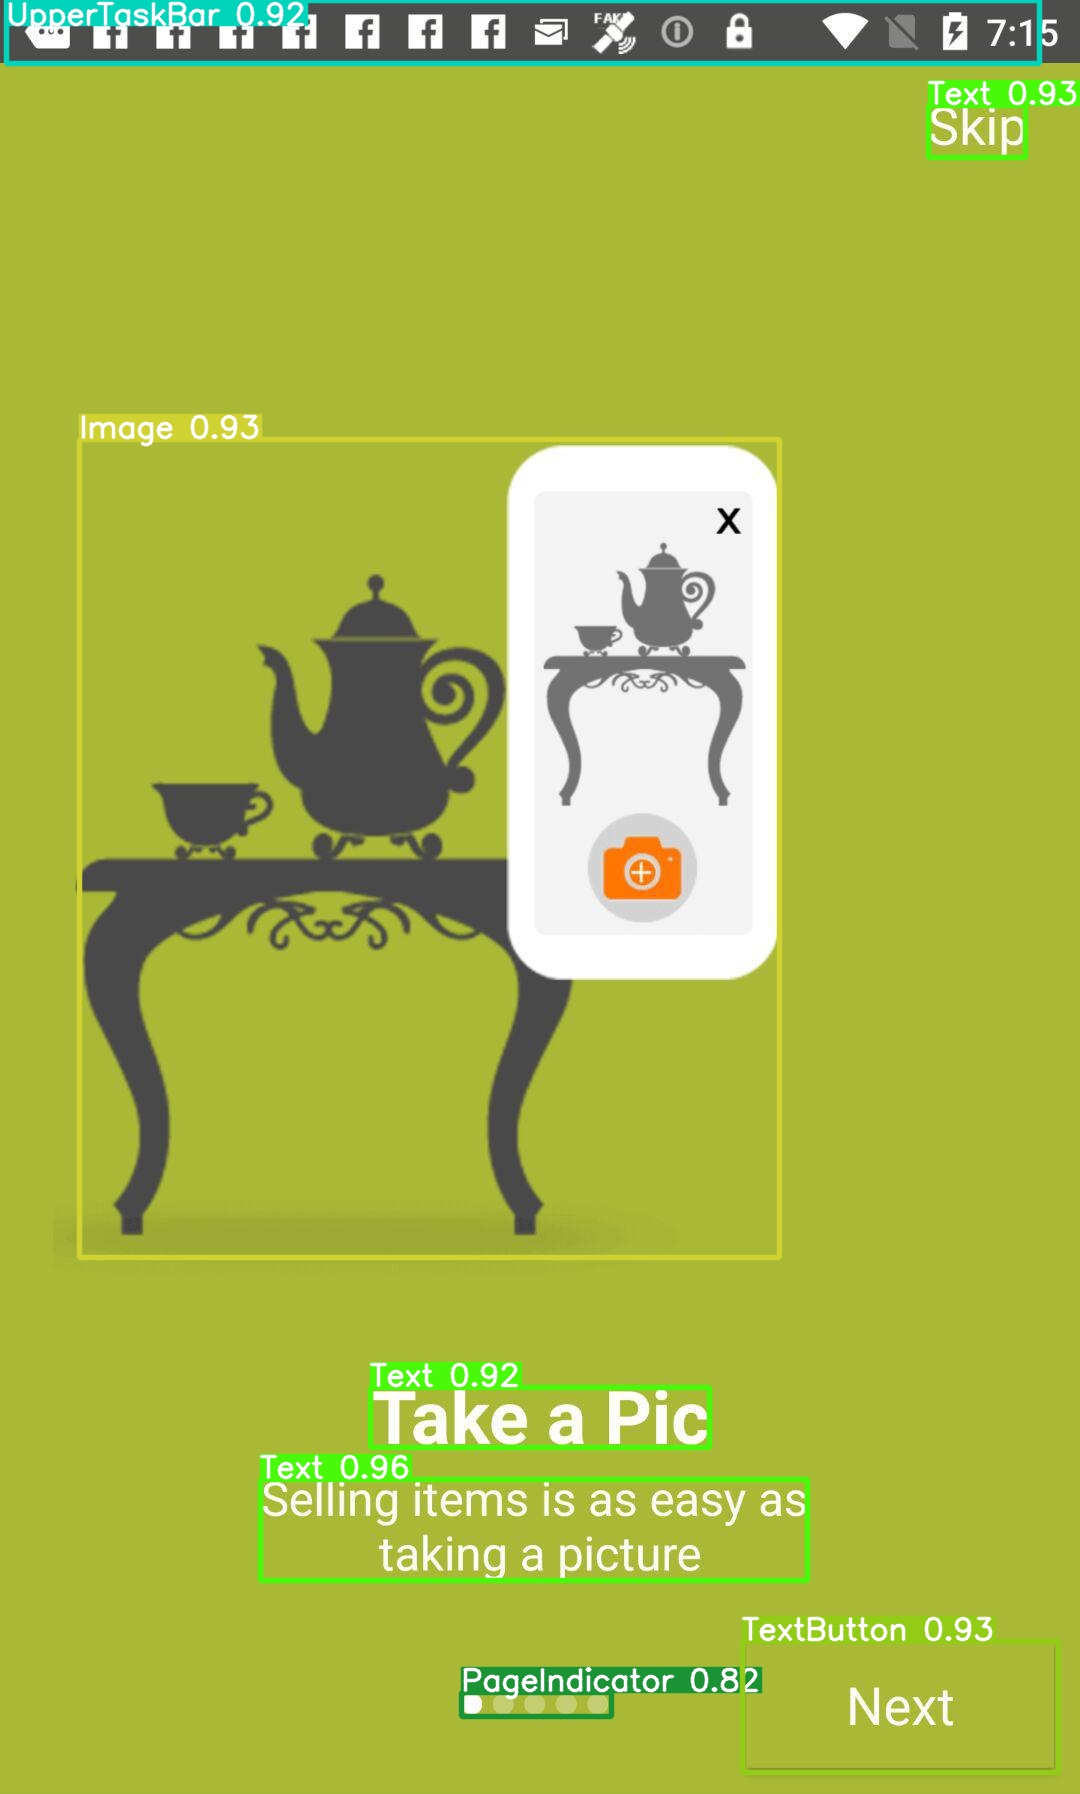 UpperTaskBar 0.92
FAKE
7:15
Text 0.93
Skip
Image 0.93
X
Text 0.92
Take a Pic
Text 0.96
Selling items is as easy as
taking a picture
TextButton 0.93
PageIndicator 0.82
Next